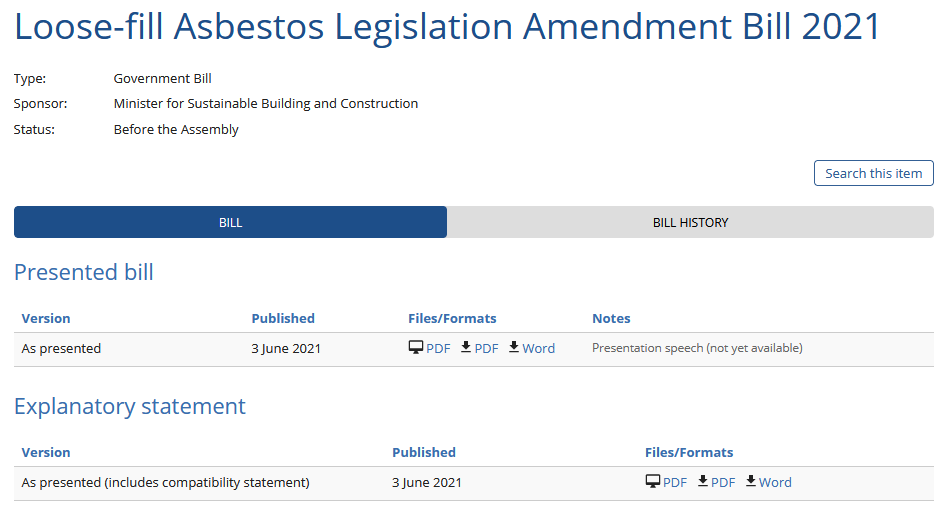 Loose-fill Asbestos Legislation Amendment Bill 2021
Type: Government Bill
Sponsor: Minister for Sustainable Building and Construction
Status: Before the Assembly
Search this item
BILL BILL HISTORY
Presented bill
Version Published Files/Formats Notes
As presented 3 June 2021 PDF PDF Word Presentation speech (not yet available)
Explanatory statement
Version Published Files/Formats
As presented (includes compatibility statement) 3 June 2021 PDF PDF Word